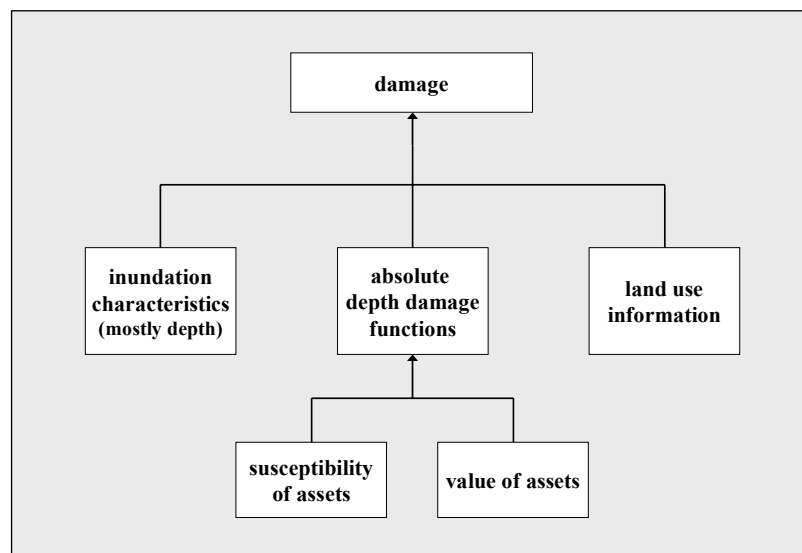 damage
inundation
characteristics
(mostly depth)
absolute
depth damage
functions
land use
information
susceptibility
of assets
value of assets